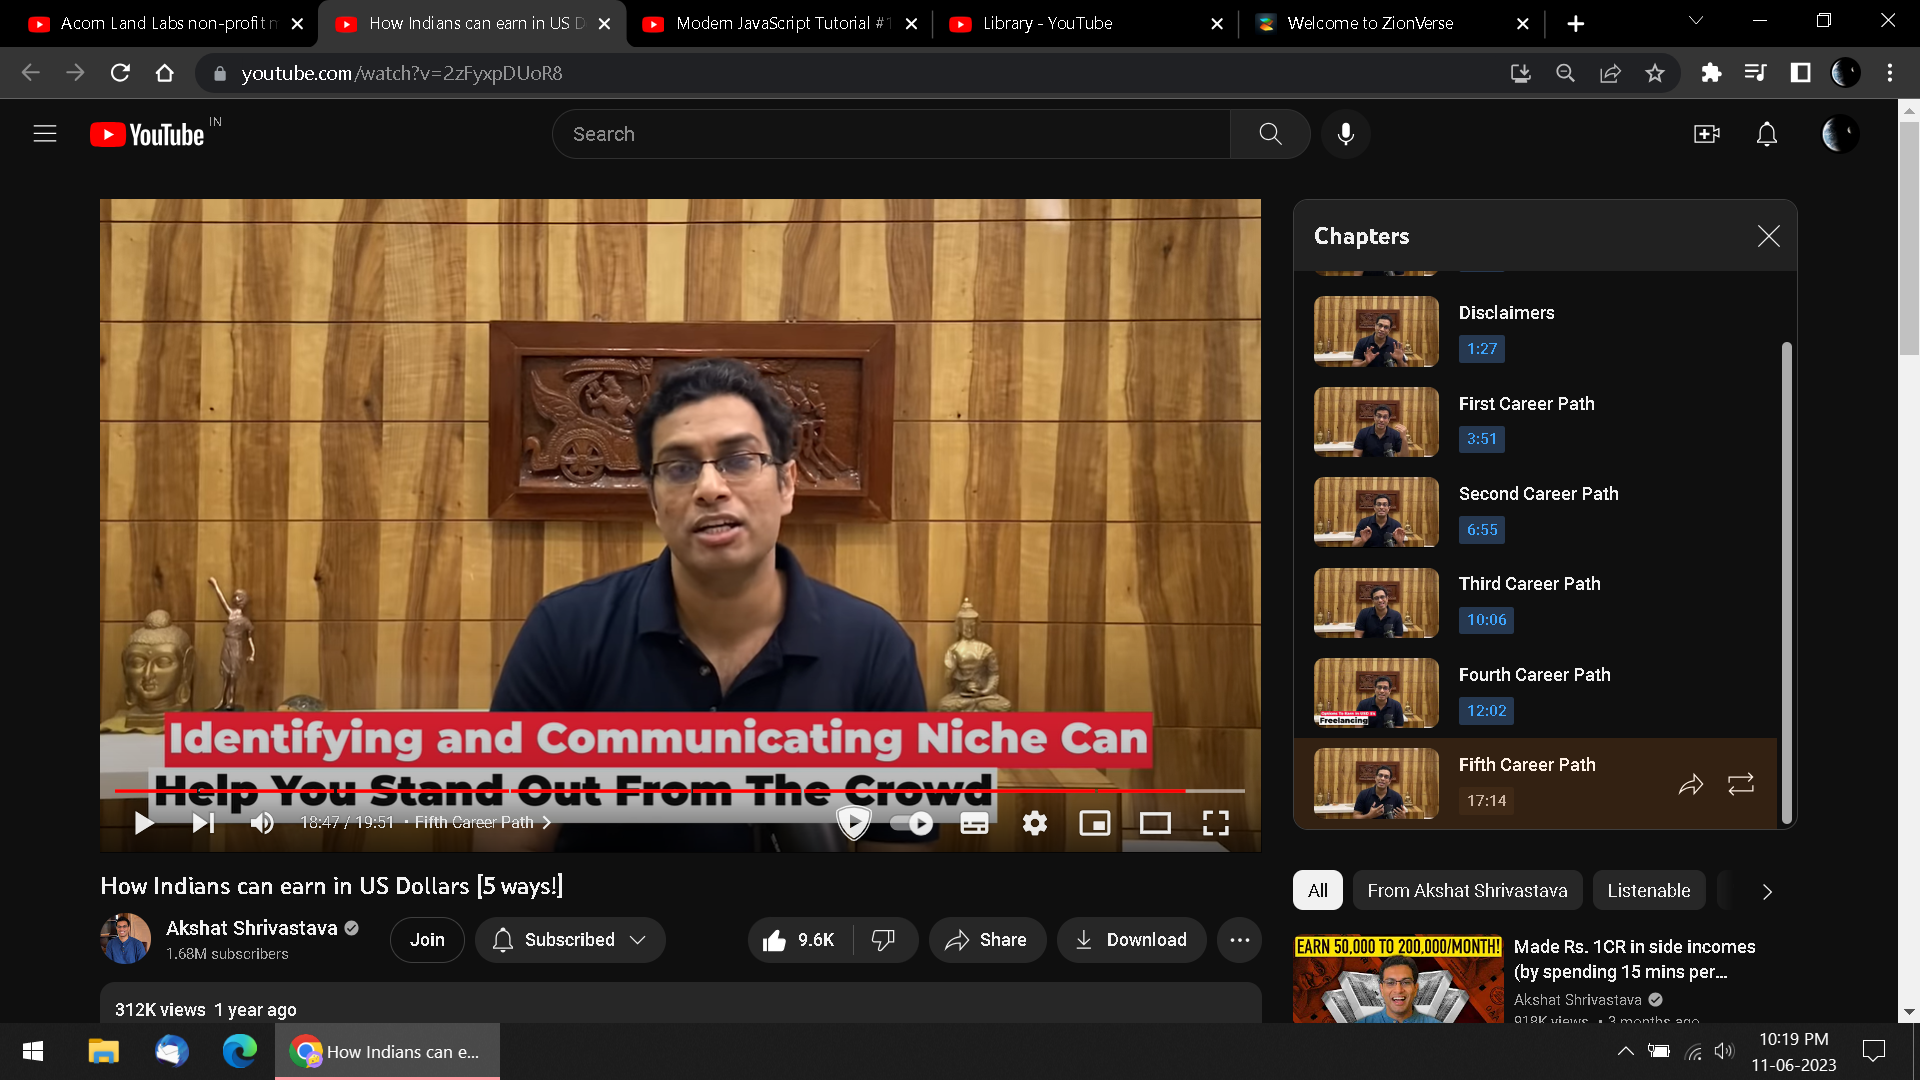 Acorn Land Labs non-profit
How Indians can earn in US D
Modern JavaScript Tutorial #
Library - YouTube
Welcome to ZionVerse
youtube.com/watch?v=2zFyxpDUoR8
YouTube IN
Search
Chapters
Disclaimers
1:27
First Career Path
3:51
Second Career Path
6:55
Third Career Path
10:06
Fourth Career Path
12:02
Freelancing
Fifth Career Path
17:14
Identifying and Communicating Niche Can
Help You Stand Out From The Crowd
18:47 / 19:51 • Fifth Career Path
How Indians can earn in US Dollars [5 ways!]
Akshat Shrivastava
1.68M subscribers
Join
Subscribed
9.6K
Share
Download
312K views 1 year ago
All
From Akshat Shrivastava
Listenable
EARN 50,000 TO 200,000/MONTH!
Made Rs. 1CR in side incomes
(by spending 15 mins per...
Akshat Shrivastava
918K views • 3 months ago
How Indians can e...
10:19 PM
11-06-2023